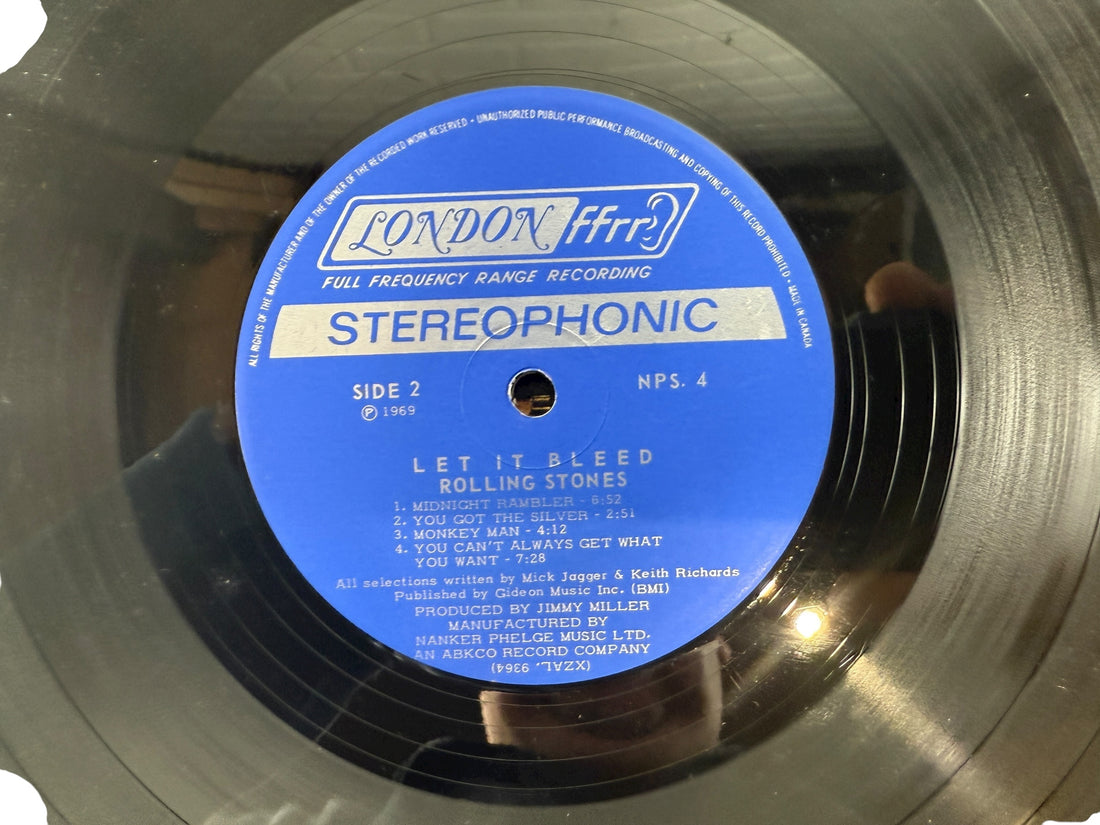 ALL RIGHTS OF THE MANUFACTURER AND OF THE OWNER OF THE RECORDED WORK RESERVED • UNAUTHORIZED PUBLIC PERFORMANCE BROADCASTING AND COPYING OF THIS RECORD PROHIBITED • MADE IN CANADA
LONDON ffrr
FULL FREQUENCY RANGE RECORDING
STEREOPHONIC
SIDE 2 NPS. 4
℗ 1969
LET IT BLEED
ROLLING STONES
1. MIDNIGHT RAMBLER - 6:52
2. YOU GOT THE SILVER - 2:51
3. MONKEY MAN - 4:12
4. YOU CAN'T ALWAYS GET WHAT
YOU WANT - 7:28
All selections written by Mick Jagger & Keith Richards
Published by Gideon Music Inc. (BMI)
PRODUCED BY JIMMY MILLER
MANUFACTURED BY
NANKER PHELGE MUSIC LTD.
AN ABKCO RECORD COMPANY
(XZAL. 9364)